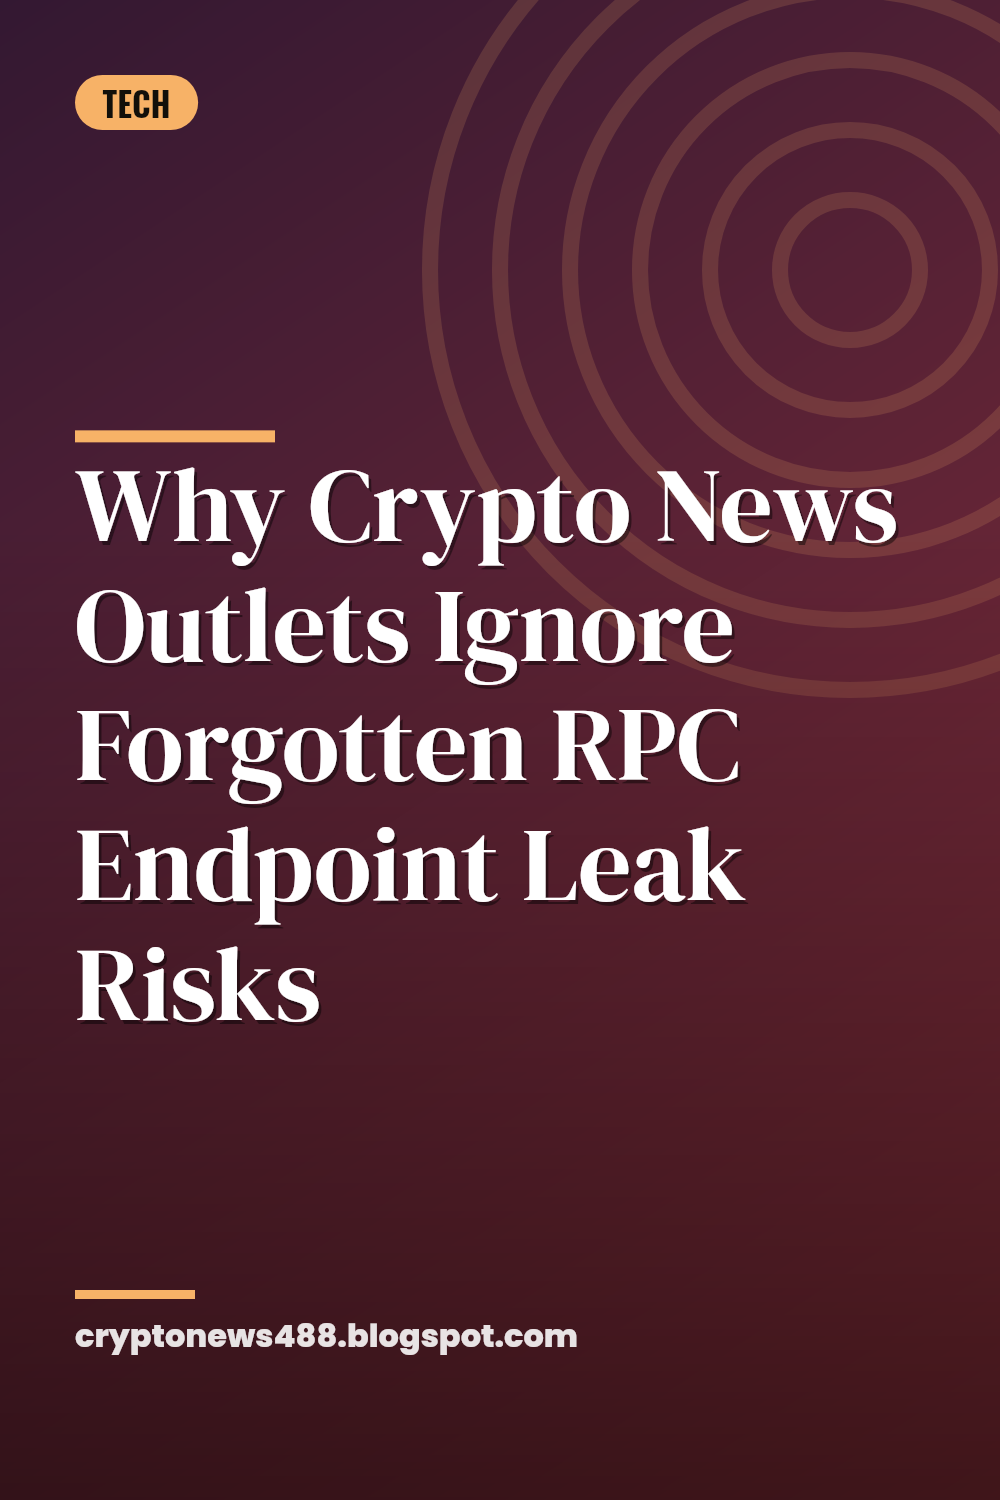 TECH
Why Crypto News
Outlets Ignore
Forgotten RPC
Endpoint Leak
Risks
cryptonews488.blogspot.com